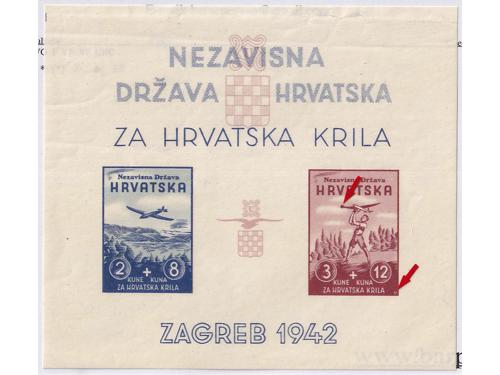 NEZAVISNA
DRŽAVA HRVATSKA
ZA HRVATSKA KRILA
Nezavisna Država
HRVATSKA
2 + 8
KUNE KUNA
ZA HRVATSKA KRILA
Nezavisna Država
HRVATSKA
3 + 12
KUNE KUNA
ZA HRVATSKA KRILA
ZAGREB 1942